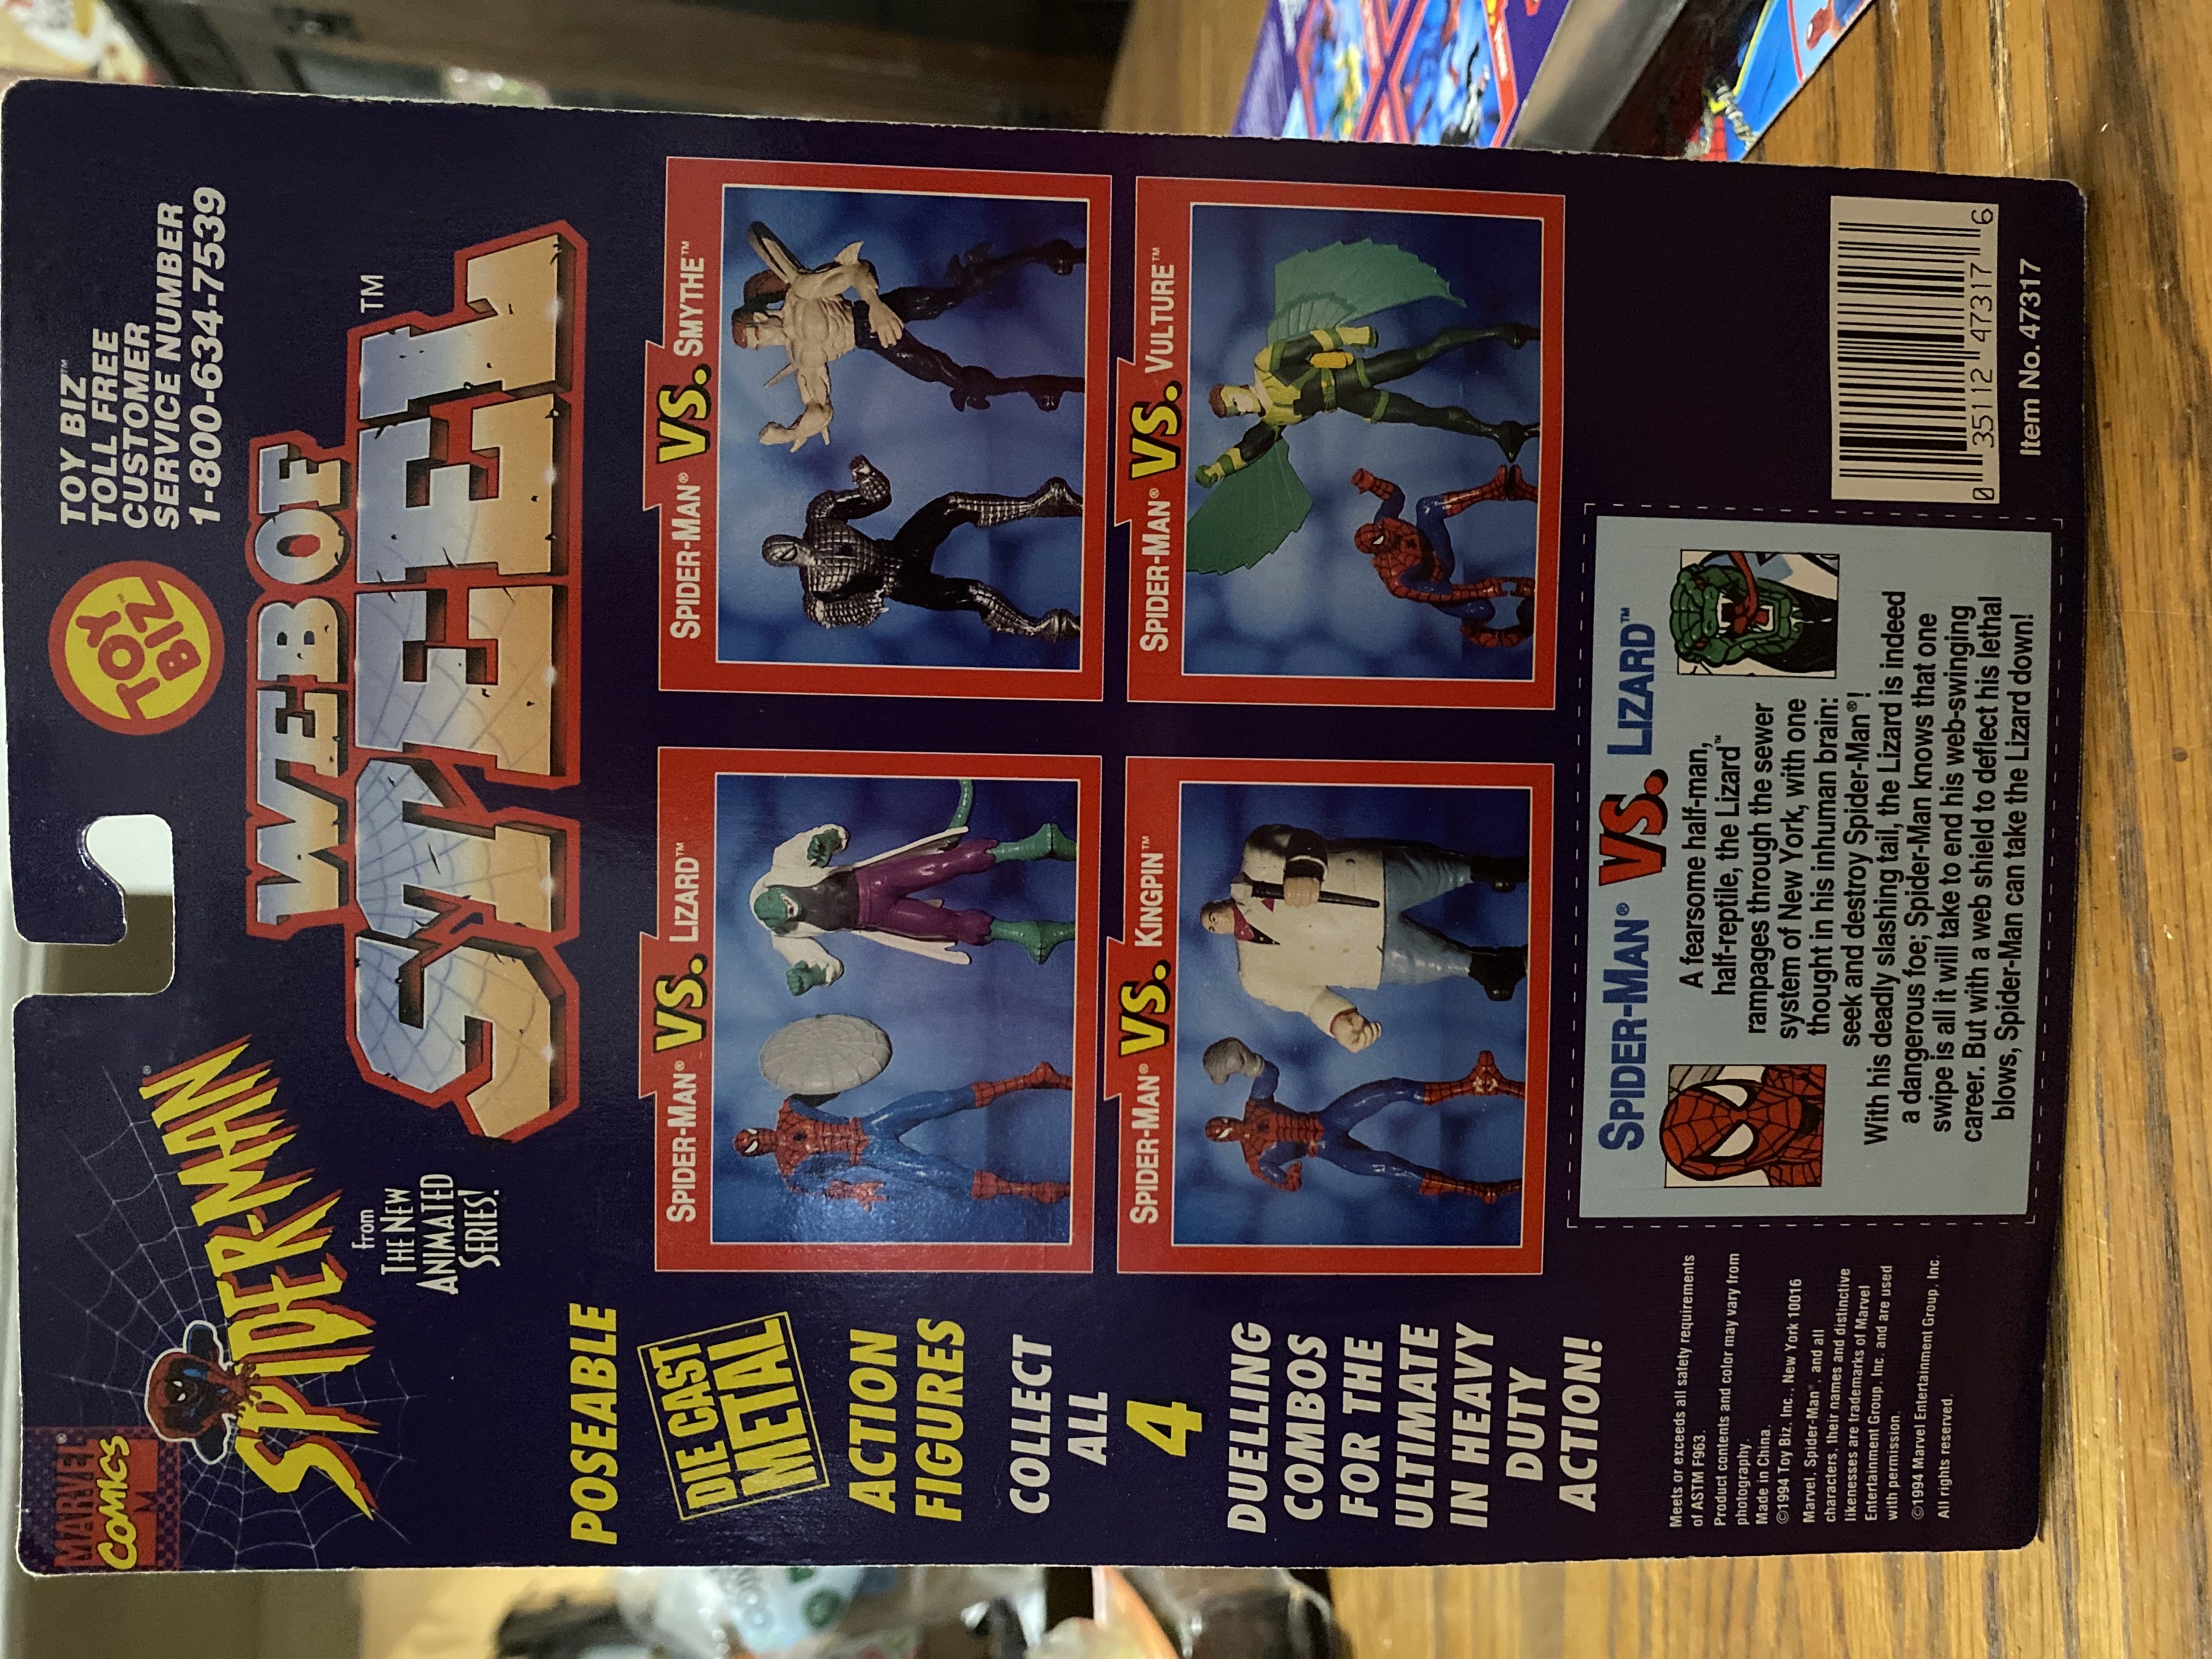 MARVEL®
COMICS
M
SPIDER-MAN®
from
THE NEW
ANIMATED
SERIES!
TOY
BIZ™
TOY BIZ™
TOLL FREE
CUSTOMER
SERVICE NUMBER
1-800-634-7539
WEB OF
STEEL™
POSEABLE
DIE CAST
METAL
ACTION
FIGURES
COLLECT
ALL
4
DUELLING
COMBOS
FOR THE
ULTIMATE
IN HEAVY
DUTY
ACTION!
SPIDER-MAN® VS. LIZARD™
SPIDER-MAN® VS. SMYTHE™
SPIDER-MAN® VS. KINGPIN™
SPIDER-MAN® VS. VULTURE™
Meets or exceeds all safety requirements
of ASTM F963.
Product contents and color may vary from
photography.
Made in China.
©1994 Toy Biz, Inc., New York 10016
Marvel, Spider-Man®, and all
characters, their names and distinctive
likenesses are trademarks of Marvel
Entertainment Group, Inc. and are used
with permission.
©1994 Marvel Entertainment Group, Inc.
All rights reserved.
SPIDER-MAN® VS. LIZARD™
A fearsome half-man,
half-reptile, the Lizard™
rampages through the sewer
system of New York, with one
thought in his inhuman brain:
seek and destroy Spider-Man®!
With his deadly slashing tail, the Lizard is indeed
a dangerous foe; Spider-Man knows that one
swipe is all it will take to end his web-swinging
career. But with a web shield to deflect his lethal
blows, Spider-Man can take the Lizard down!
0 35112 47317 6
Item No. 47317